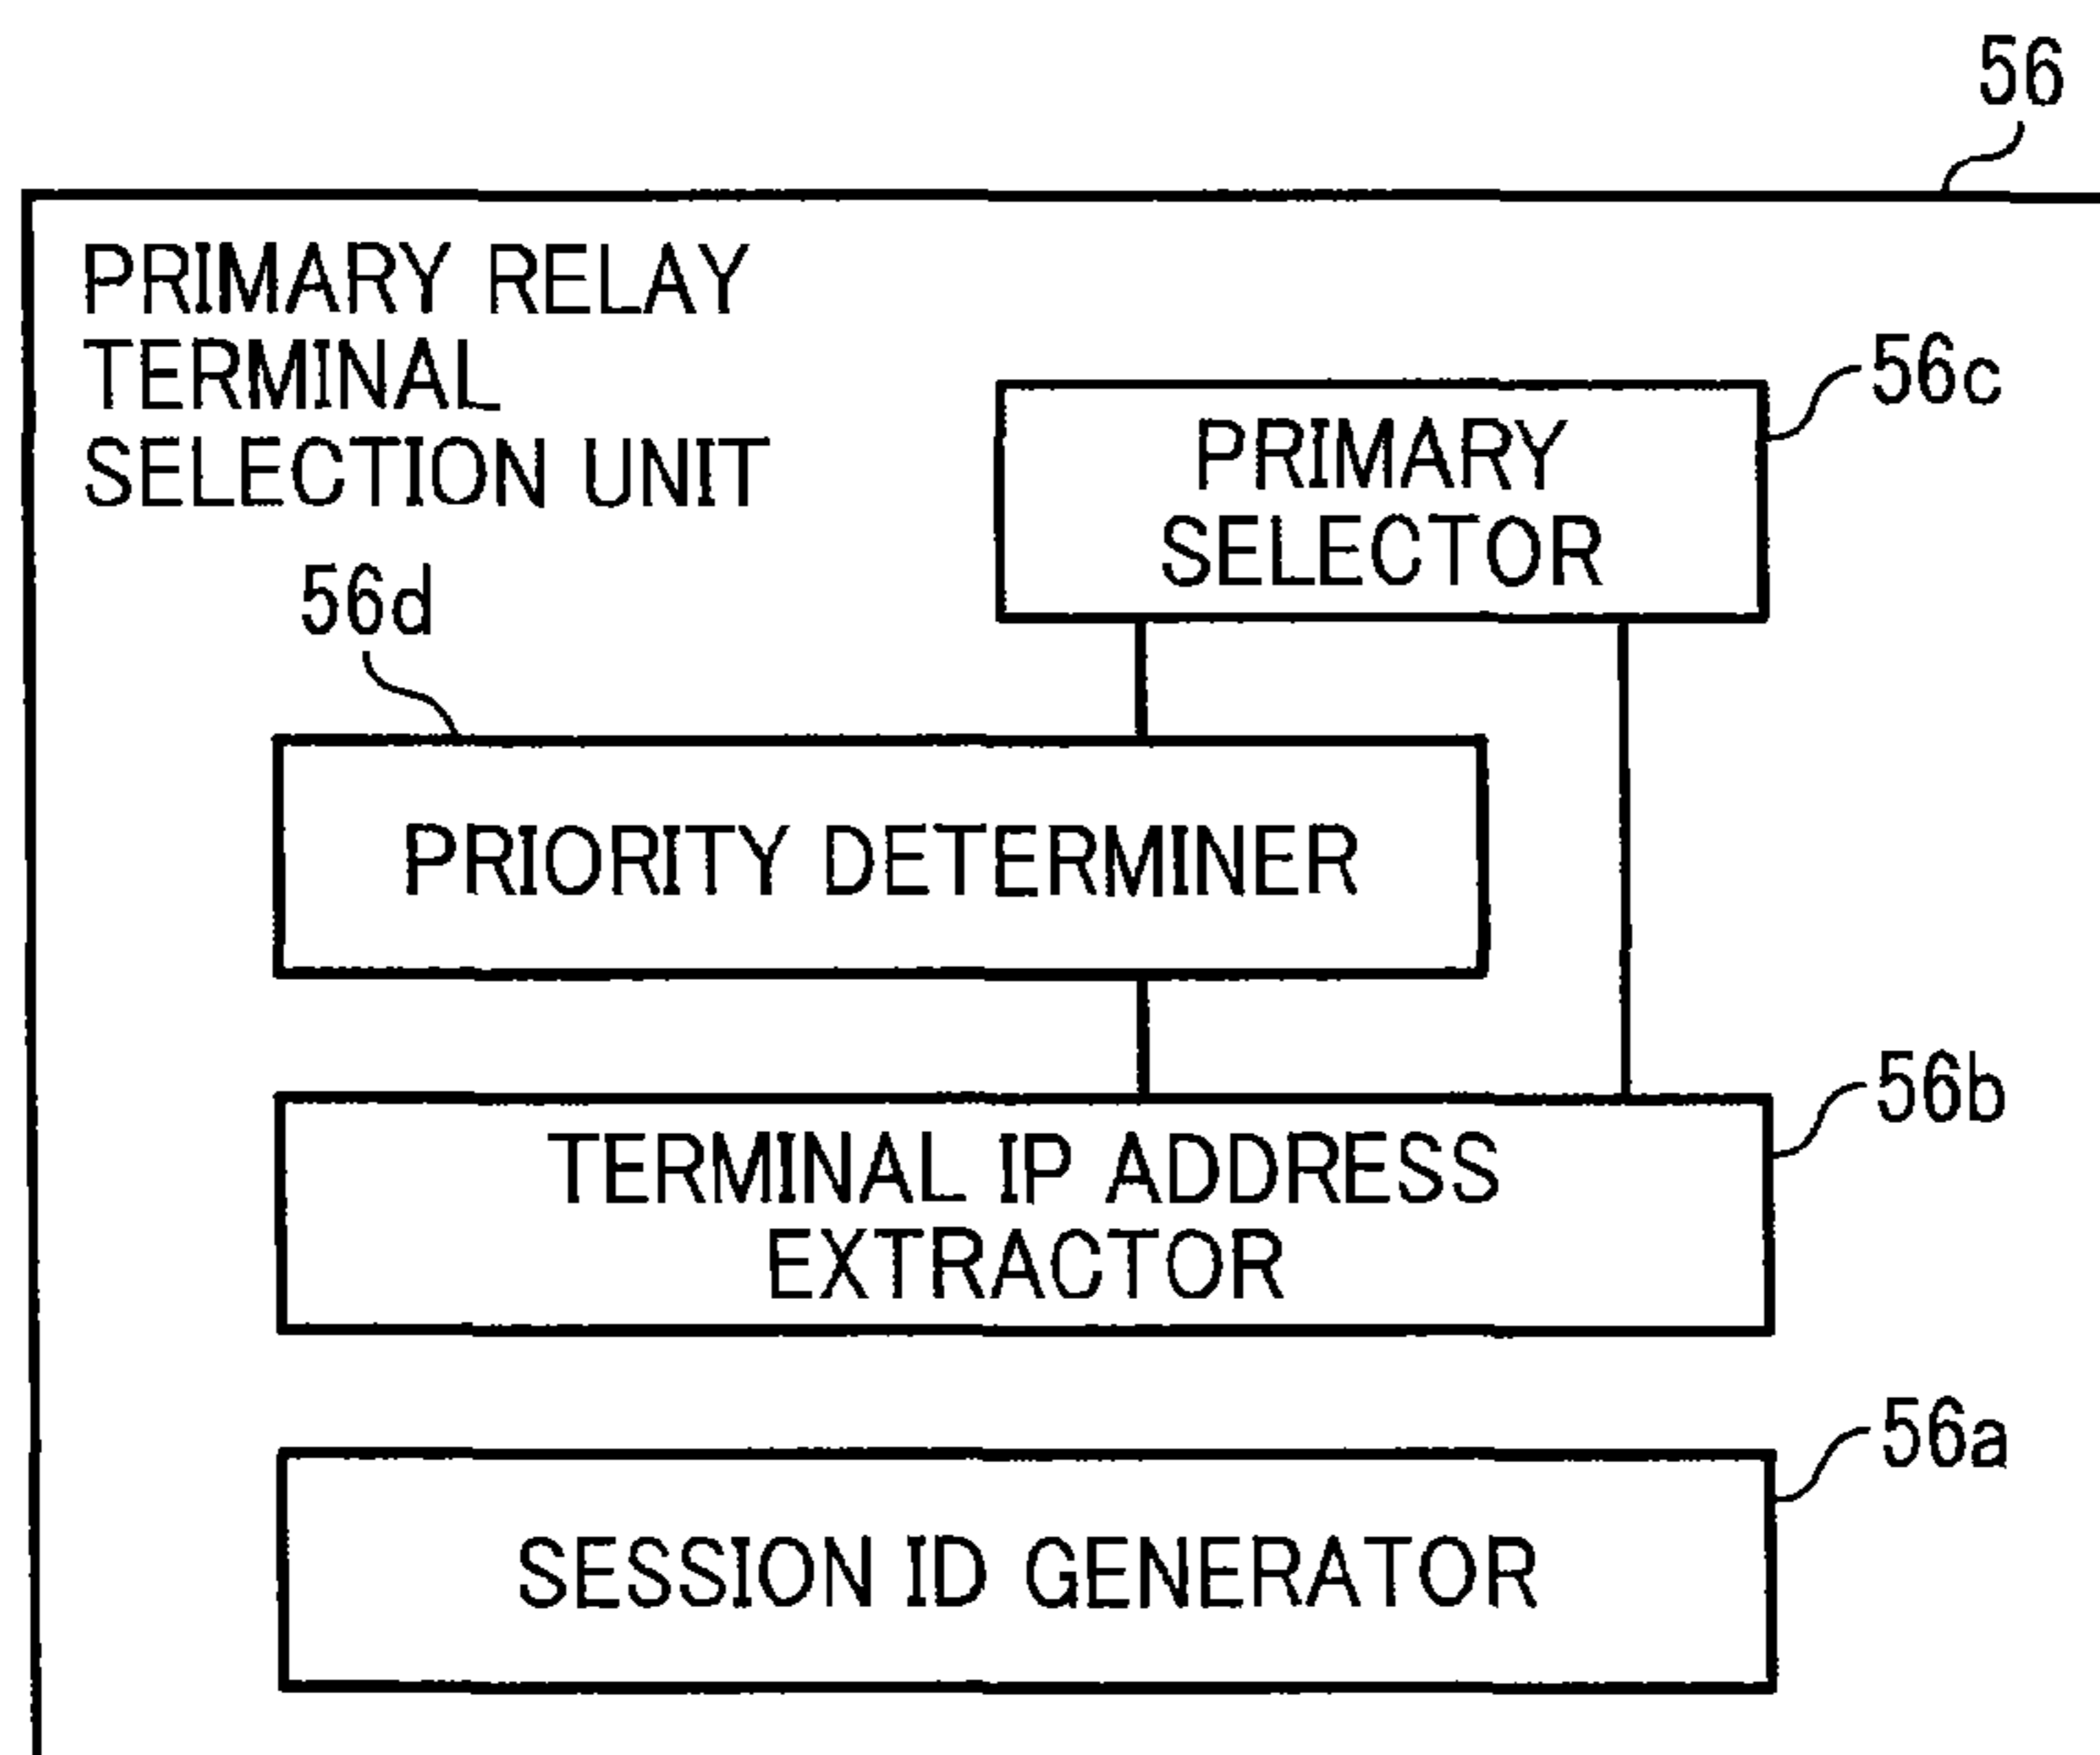 56
PRIMARY RELAY
TERMINAL
SELECTION UNIT
56c
PRIMARY
SELECTOR
56d
PRIORITY DETERMINER
56b
TERMINAL IP ADDRESS
EXTRACTOR
56a
SESSION ID GENERATOR